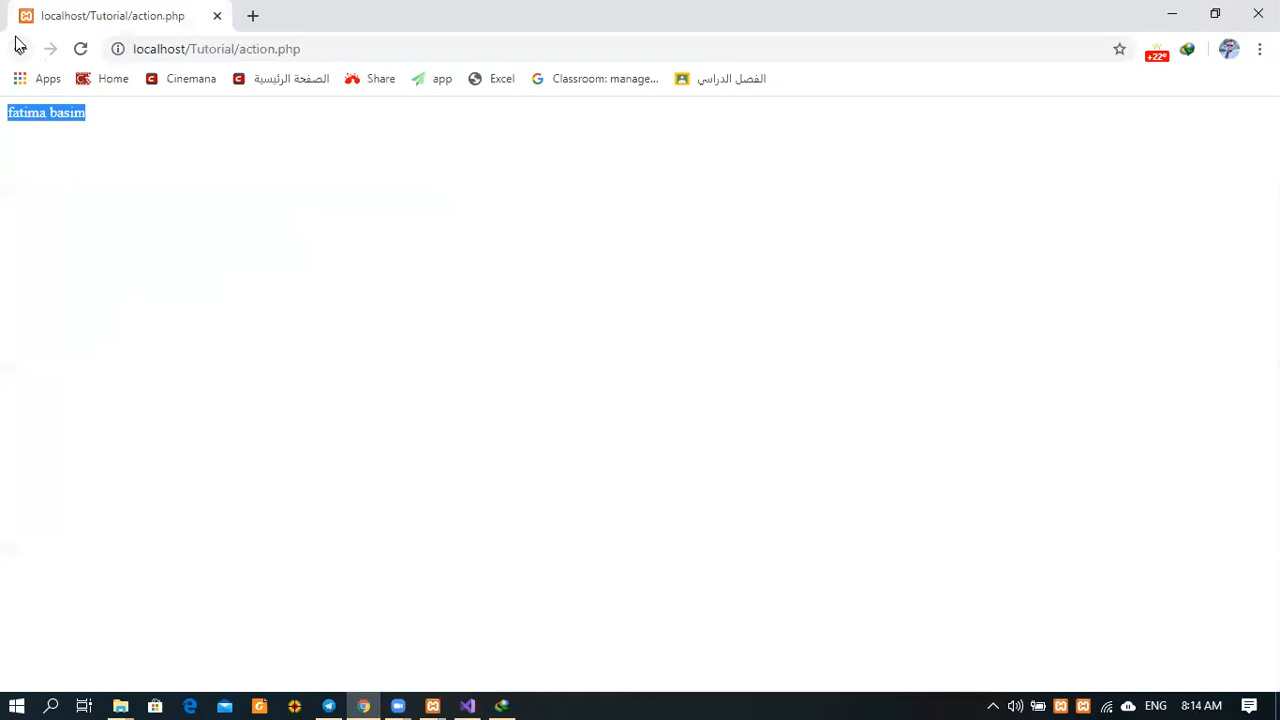 localhost/Tutorial/action.php
localhost/Tutorial/action.php
+22°
Apps Home Cinemana الصفحة الرئيسية Share app Excel Classroom: manage... الفصل الدراسي
fatima basim
ENG 8:14 AM